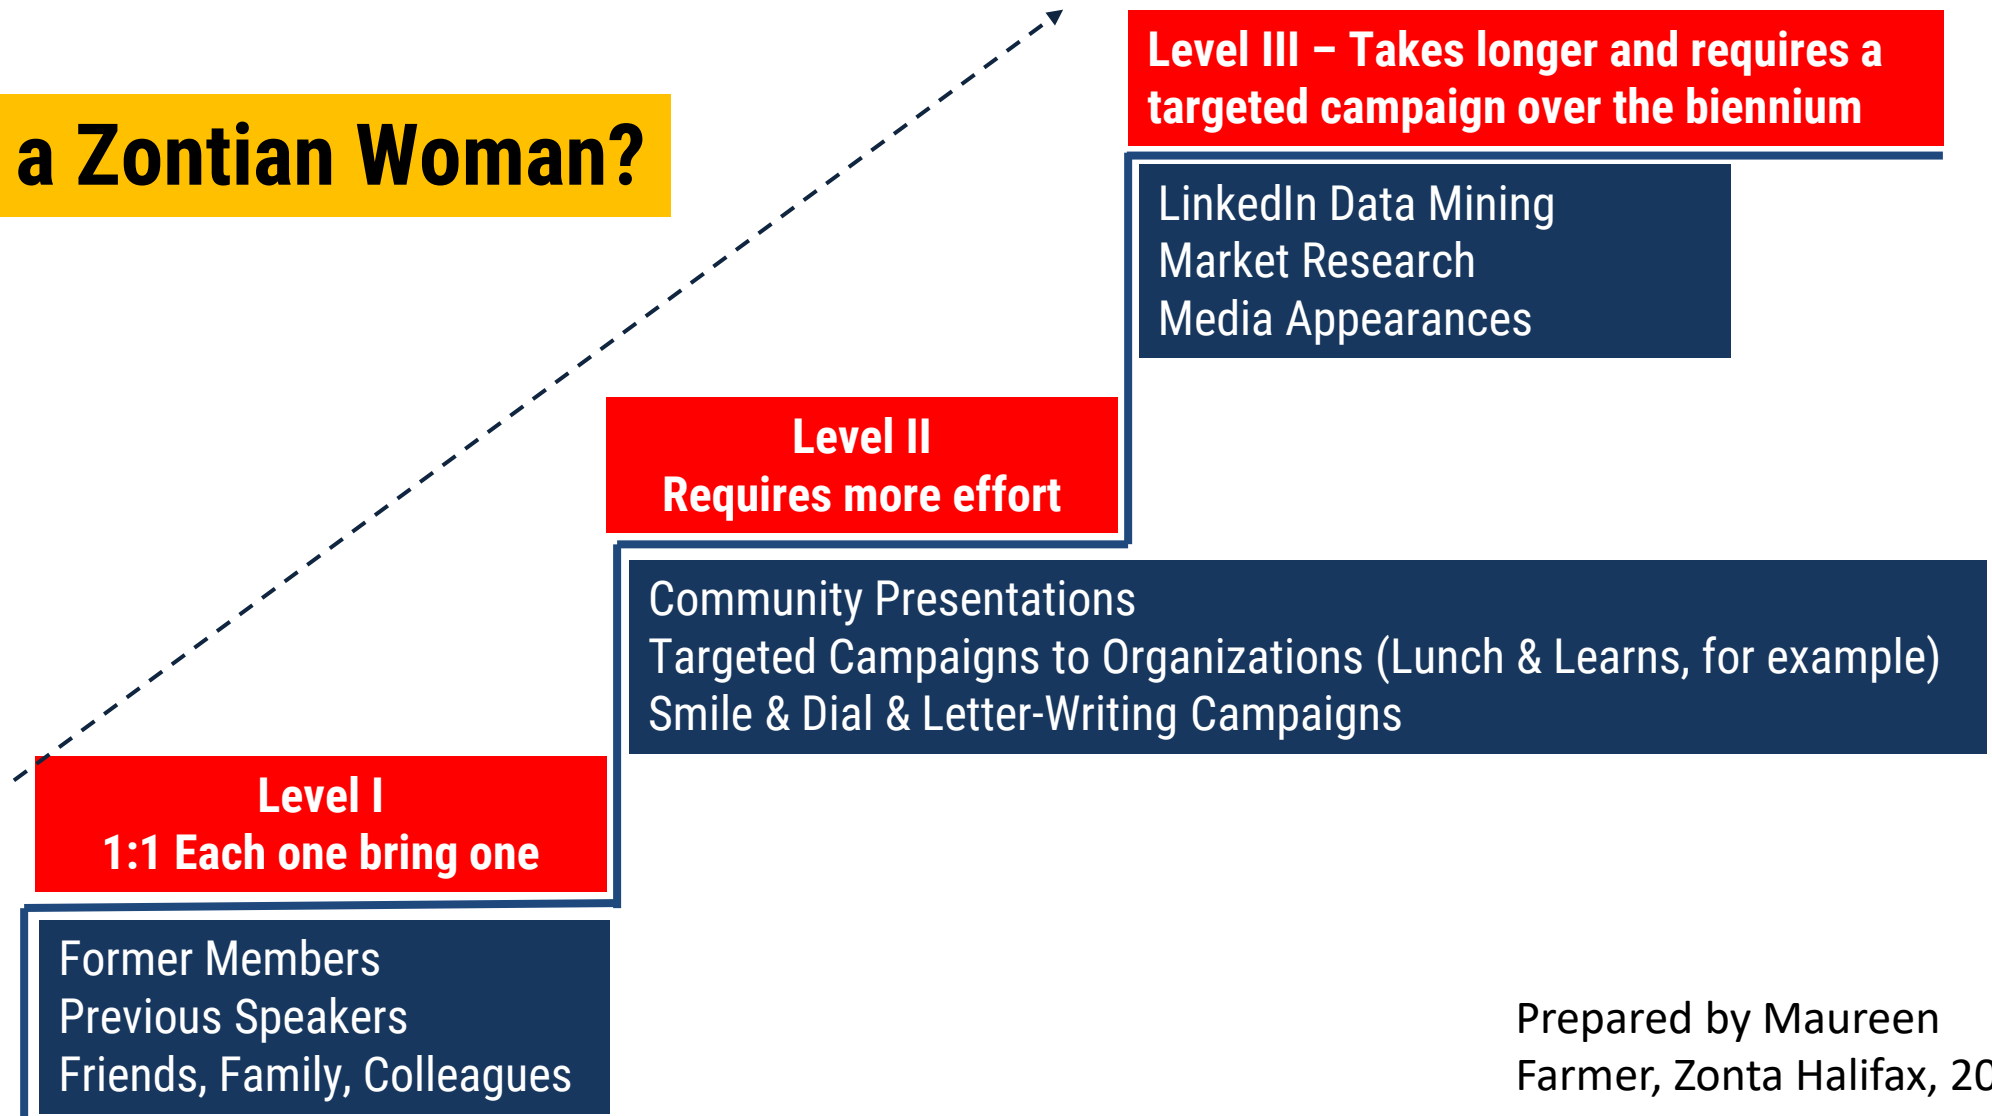 a Zontian Woman?
Level III – Takes longer and requires a
targeted campaign over the biennium
LinkedIn Data Mining
Market Research
Media Appearances
Level II
Requires more effort
Community Presentations
Targeted Campaigns to Organizations (Lunch & Learns, for example)
Smile & Dial & Letter-Writing Campaigns
Level I
1:1 Each one bring one
Former Members
Previous Speakers
Friends, Family, Colleagues
Prepared by Maureen
Farmer, Zonta Halifax, 20